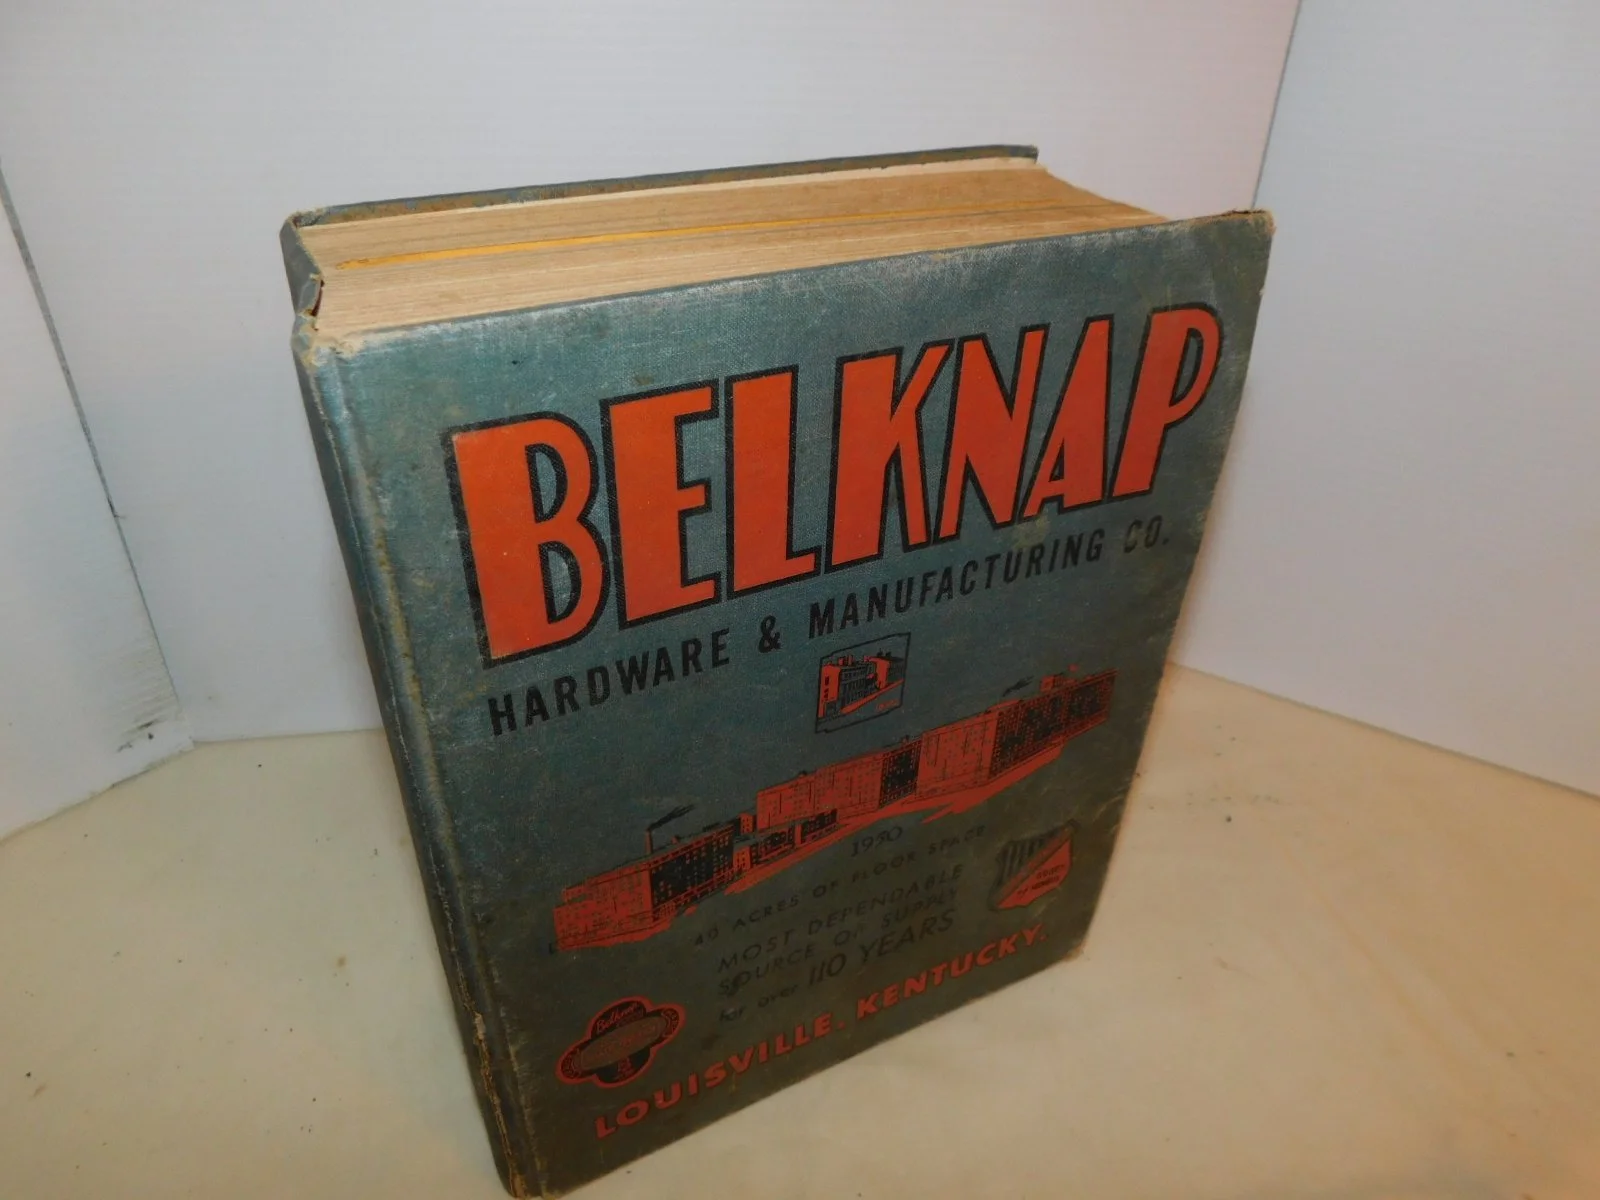 BELKNAP
HARDWARE & MANUFACTURING CO.
1950
40 ACRES OF FLOOR SPACE
MOST DEPENDABLE
SOURCE OF SUPPLY
for over 110 YEARS
Belknap
LOUISVILLE, KENTUCKY.